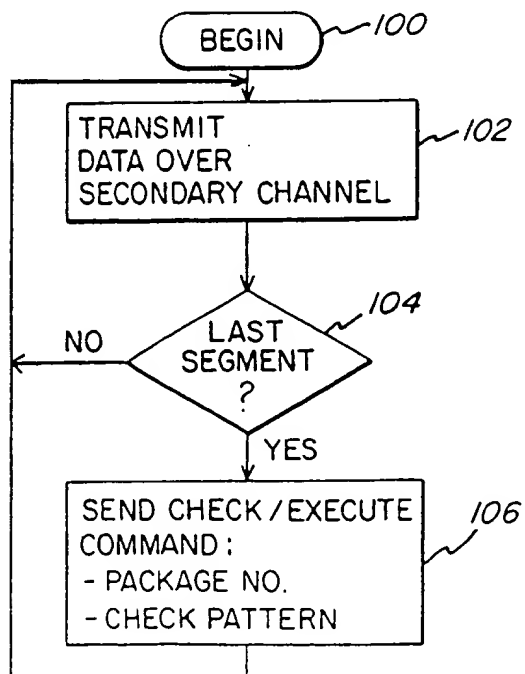 BEGIN
100
TRANSMIT
DATA OVER
SECONDARY CHANNEL
102
LAST
SEGMENT
?
104
NO
YES
SEND CHECK/EXECUTE
COMMAND:
- PACKAGE NO.
- CHECK PATTERN
106